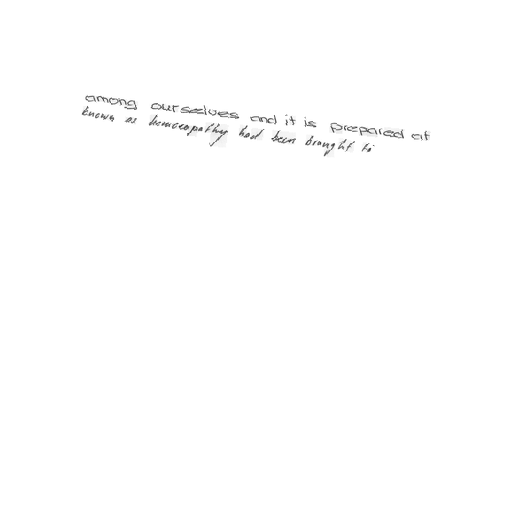 among ourselves and it is prepared at
known as homoeopathy had been brought to